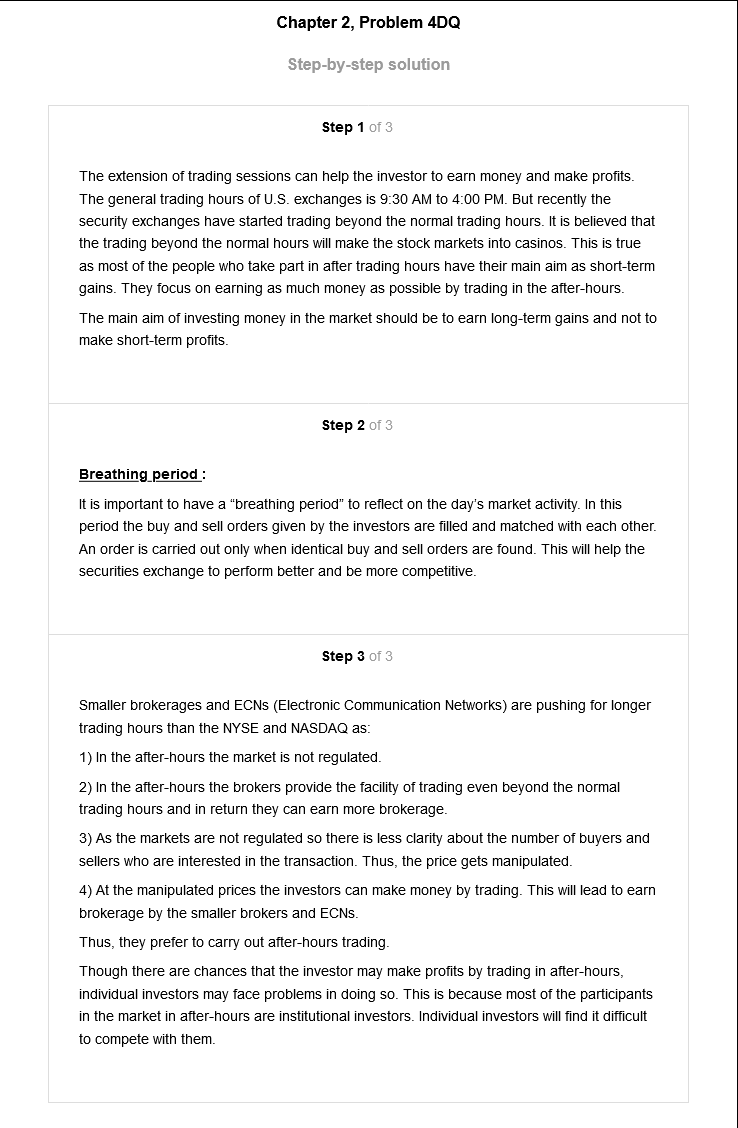 Chapter 2, Problem 4DQ
Step-by-step solution
Step 1 of 3
The extension of trading sessions can help the investor to earn money and make profits.
The general trading hours of U.S. exchanges is 9:30 AM to 4:00 PM. But recently the
security exchanges have started trading beyond the normal trading hours. It is believed that
the trading beyond the normal hours will make the stock markets into casinos. This is true
as most of the people who take part in after trading hours have their main aim as short-term
gains. They focus on earning as much money as possible by trading in the after-hours.
The main aim of investing money in the market should be to earn long-term gains and not to
make short-term profits.
Step 2 of 3
Breathing period :
It is important to have a “breathing period” to reflect on the day’s market activity. In this
period the buy and sell orders given by the investors are filled and matched with each other.
An order is carried out only when identical buy and sell orders are found. This will help the
securities exchange to perform better and be more competitive.
Step 3 of 3
Smaller brokerages and ECNs (Electronic Communication Networks) are pushing for longer
trading hours than the NYSE and NASDAQ as:
1) In the after-hours the market is not regulated.
2) In the after-hours the brokers provide the facility of trading even beyond the normal
trading hours and in return they can earn more brokerage.
3) As the markets are not regulated so there is less clarity about the number of buyers and
sellers who are interested in the transaction. Thus, the price gets manipulated.
4) At the manipulated prices the investors can make money by trading. This will lead to earn
brokerage by the smaller brokers and ECNs.
Thus, they prefer to carry out after-hours trading.
Though there are chances that the investor may make profits by trading in after-hours,
individual investors may face problems in doing so. This is because most of the participants
in the market in after-hours are institutional investors. Individual investors will find it difficult
to compete with them.